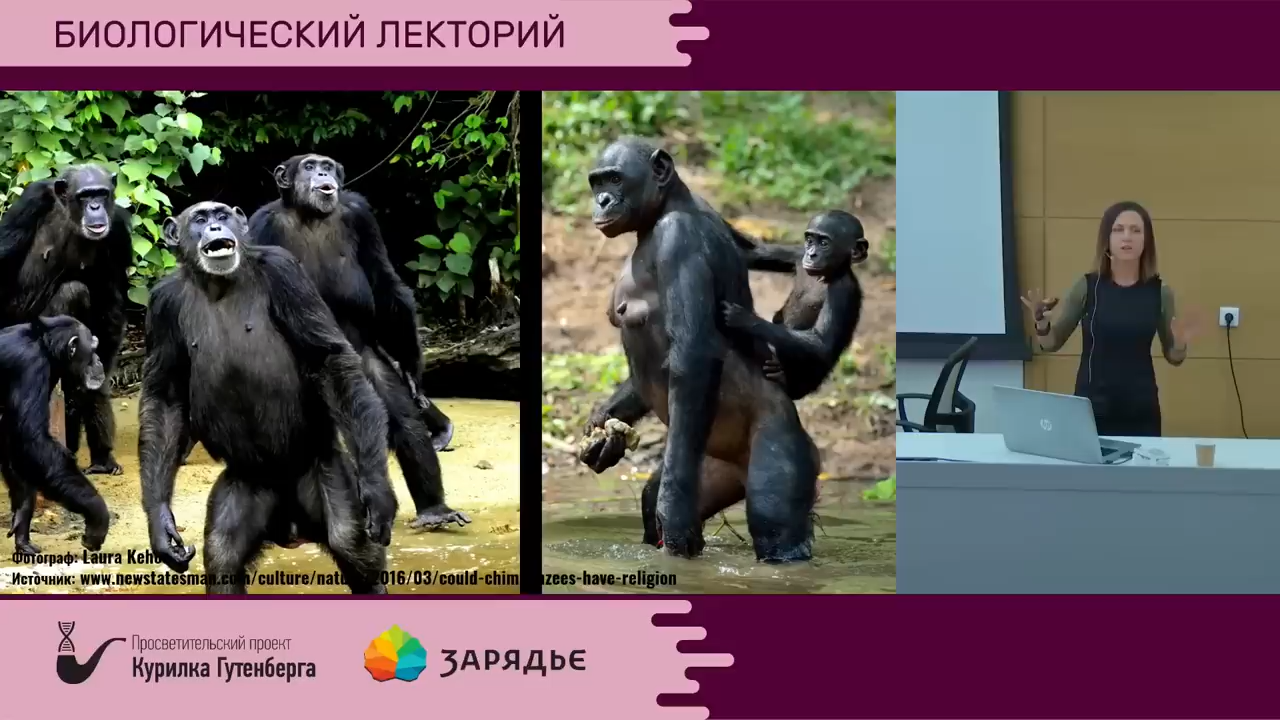 БИОЛОГИЧЕСКИЙ ЛЕКТОРИЙ
Фотограф: Laura
Источник: www.newstatesman.com/culture/nature/2016/03/could-chimpanzees-have-religion
Просветительский проект
Курилка Гутенберга
ЗАРЯДЬЕ
hp